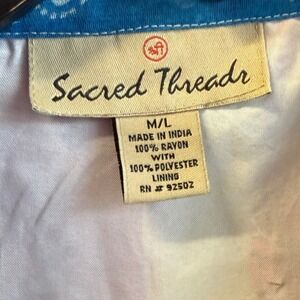 श्री
Sacred Threads
M/L
MADE IN INDIA
100% RAYON
WITH
100% POLYESTER
LINING
RN # 92502